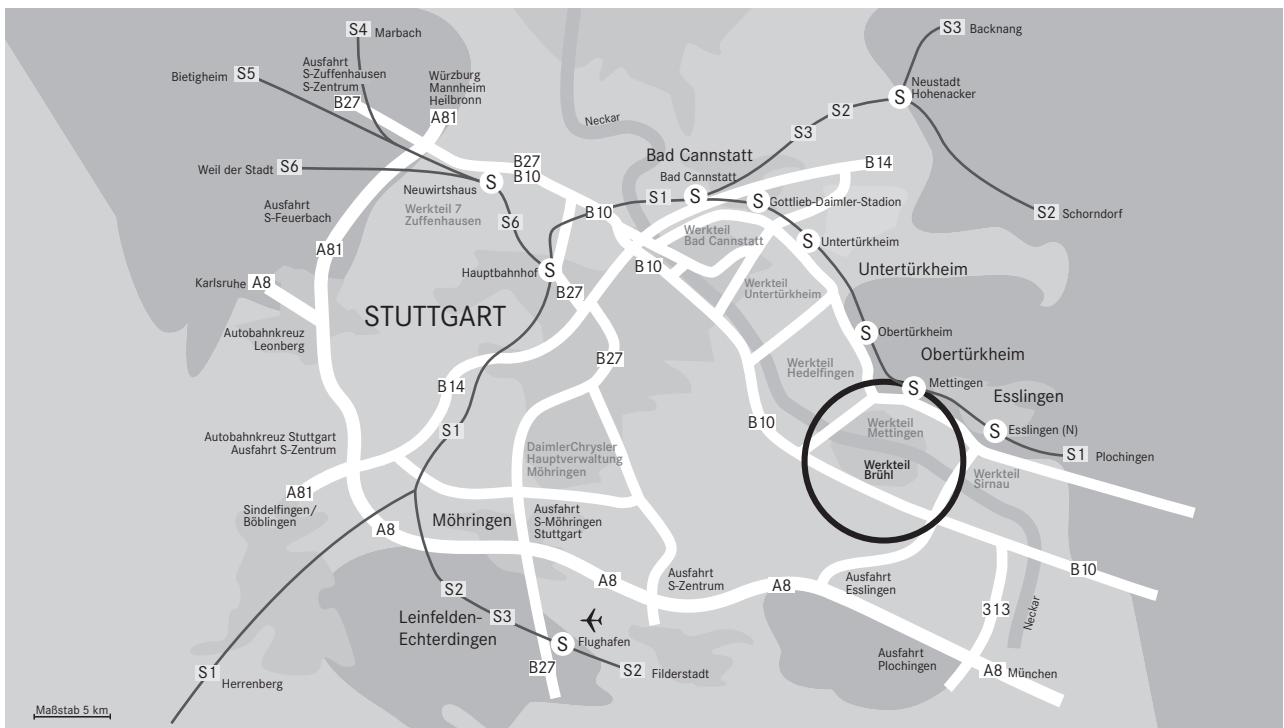 S4 Marbach
S3 Backnang
Bietigheim S5
Ausfahrt
S-Zuffenhausen
S-Zentrum
B27
Würzburg
Mannheim
Heilbronn
A81
Neckar
Neustadt
Hohenacker
S
S2
S3
Weil der Stadt S6
B27
B10
Bad Cannstatt
Bad Cannstatt
B14
Neuwirtshaus
S
Werkteil 7
Zuffenhausen
S1
S
S
Gottlieb-Daimler-Stadion
S2 Schorndorf
Ausfahrt
S-Feuerbach
S6
B10
Werkteil
Bad Cannstatt
S
Untertürkheim
A81
B10
Untertürkheim
Karlsruhe A8
Hauptbahnhof
S
B27
Werkteil
Untertürkheim
STUTTGART
Autobahnkreuz
Leonberg
S
Obertürkheim
B27
Obertürkheim
Werkteil
Hedelfingen
B14
S
Mettingen
Esslingen
S1
B10
Werkteil
Mettingen
S
Esslingen (N)
Autobahnkreuz Stuttgart
Ausfahrt S-Zentrum
DaimlerChrysler
Hauptverwaltung
Möhringen
Werkteil
Brühl
Werkteil
Sirnau
S1 Plochingen
A81
Sindelfingen/
Böblingen
A8
Möhringen
Ausfahrt
S-Möhringen
Stuttgart
A8
Ausfahrt
S-Zentrum
A8
Ausfahrt
Esslingen
B10
S2
S3
Leinfelden-
Echterdingen
313
Neckar
S
Flughafen
B27
S2 Filderstadt
Ausfahrt
Plochingen
A8 München
S1 Herrenberg
Maßstab 5 km